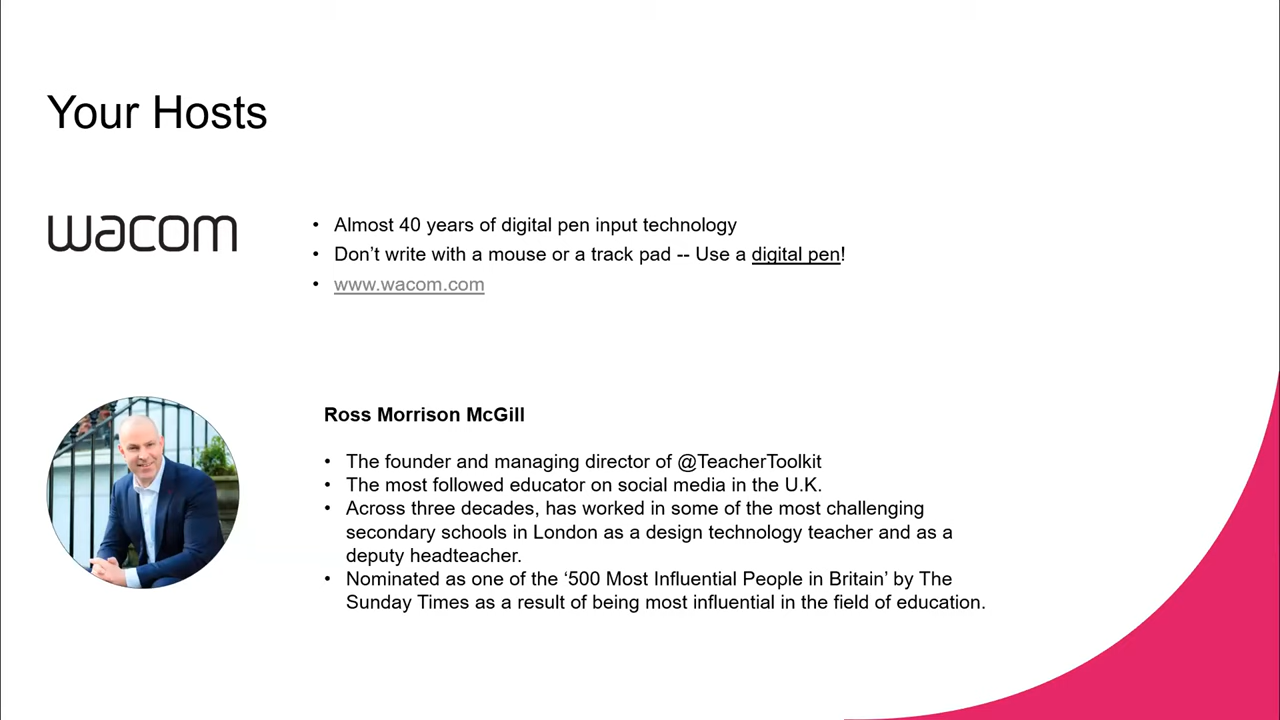 Your Hosts
wacom
• Almost 40 years of digital pen input technology
• Don’t write with a mouse or a track pad -- Use a digital pen!
• www.wacom.com
Ross Morrison McGill
• The founder and managing director of @TeacherToolkit
• The most followed educator on social media in the U.K.
• Across three decades, has worked in some of the most challenging
secondary schools in London as a design technology teacher and as a
deputy headteacher.
• Nominated as one of the ‘500 Most Influential People in Britain’ by The
Sunday Times as a result of being most influential in the field of education.